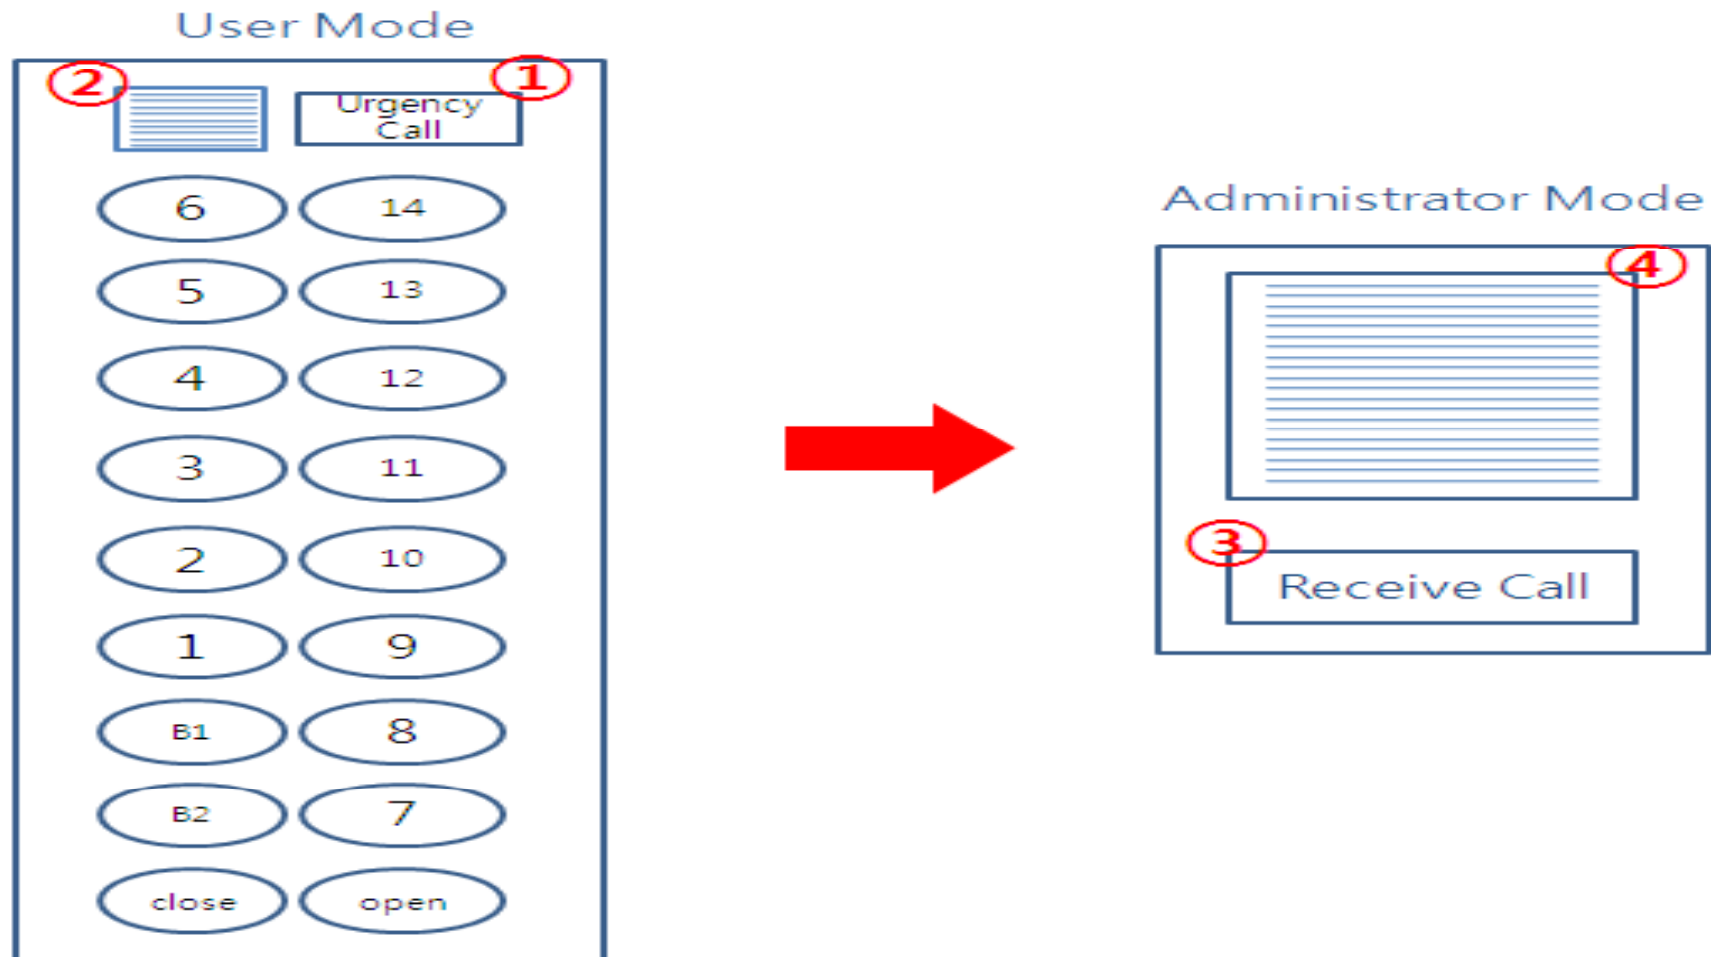 User Mode
② ①
Urgency
Call
6 14
5 13
4 12
3 11
2 10
1 9
B1 8
B2 7
close open
Administrator Mode
④
③
Receive Call